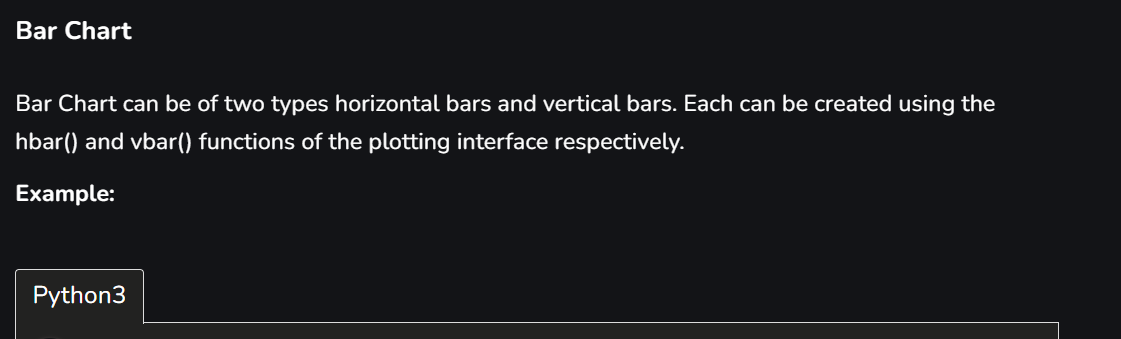 Bar Chart
Bar Chart can be of two types horizontal bars and vertical bars. Each can be created using the
hbar() and vbar() functions of the plotting interface respectively.
Example:
Python3